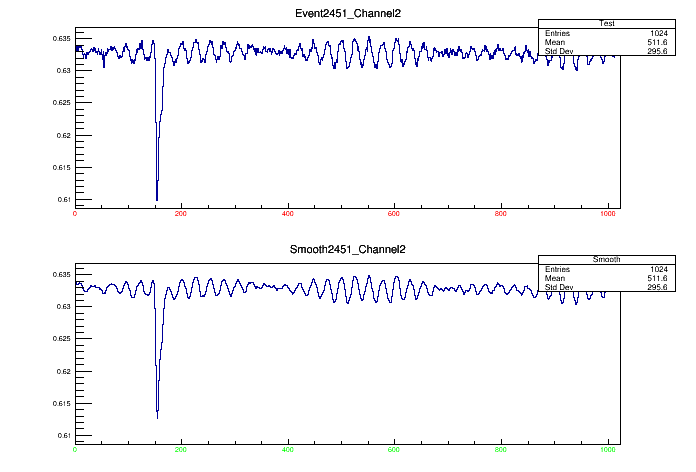 Event2451_Channel2
Test
Entries 1024
Mean 511.6
Std Dev 295.6
0.635
0.63
0.625
0.62
0.615
0.61
0 200 400 600 800 1000
Smooth2451_Channel2
Smooth
Entries 1024
Mean 511.6
Std Dev 295.6
0.635
0.63
0.625
0.62
0.615
0.61
0 200 400 600 800 1000